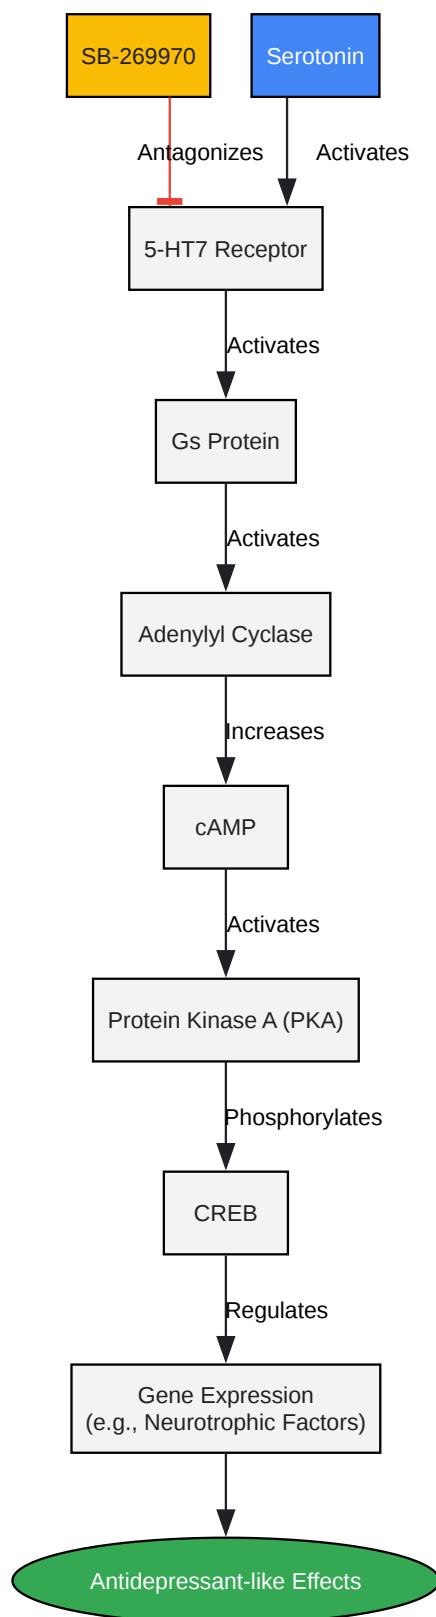 SB-269970
Serotonin
Antagonizes
Activates
5-HT7 Receptor
Activates
Gs Protein
Activates
Adenylyl Cyclase
Increases
cAMP
Activates
Protein Kinase A (PKA)
Phosphorylates
CREB
Regulates
Gene Expression
(e.g., Neurotrophic Factors)
Antidepressant-like Effects